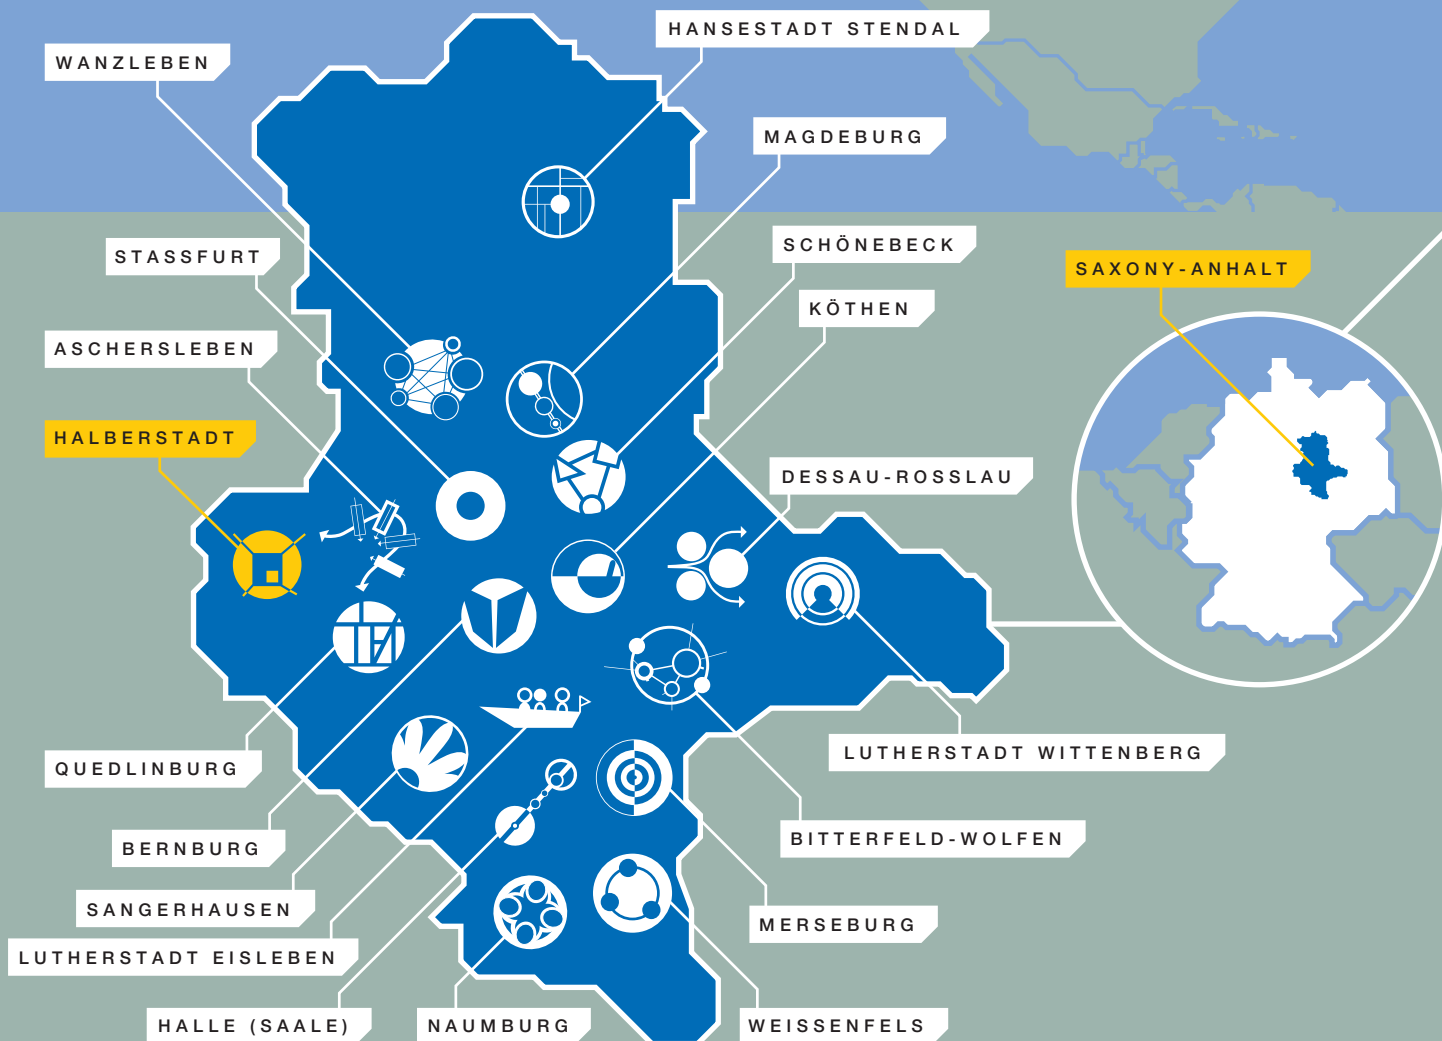 HANSESTADT STENDAL
WANZLEBEN
MAGDEBURG
STASSFURT
SCHÖNEBECK
SAXONY-ANHALT
KÖTHEN
ASCHERSLEBEN
HALBERSTADT
DESSAU-ROSSLAU
LUTHERSTADT WITTENBERG
QUEDLINBURG
BITTERFELD-WOLFEN
BERNBURG
SANGERHAUSEN
MERSEBURG
LUTHERSTADT EISLEBEN
HALLE (SAALE)
NAUMBURG
WEISSENFELS